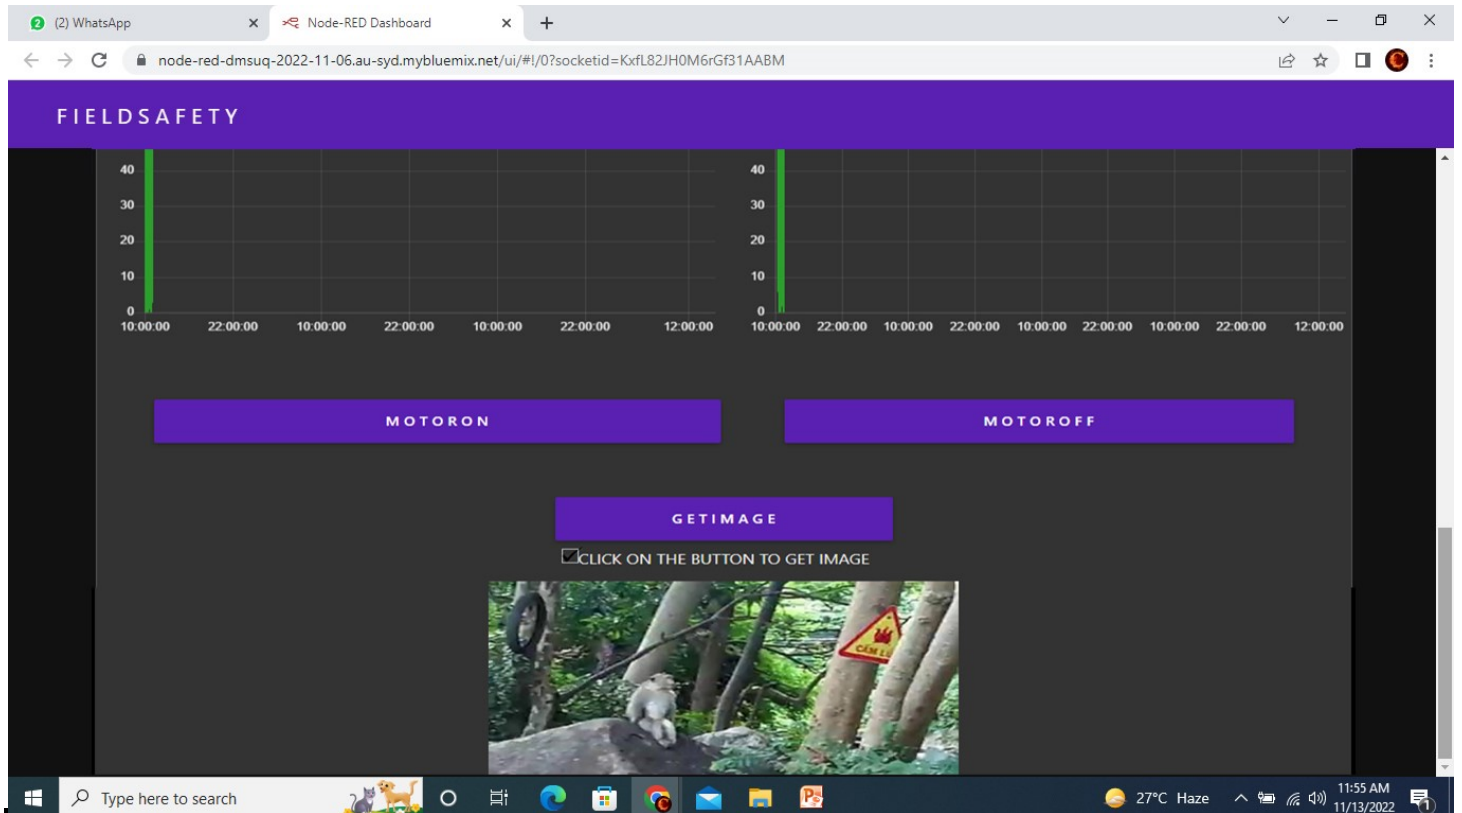 2 (2) WhatsApp
Node-RED Dashboard
node-red-dmsuq-2022-11-06.au-syd.mybluemix.net/ui/#!/0?socketid=KxfL82JH0M6rGf31AABM
FIELDSAFETY
40
30
20
10
0
10:00:00 22:00:00 10:00:00 22:00:00 10:00:00 22:00:00 12:00:00
40
30
20
10
0
10:00:00 22:00:00 10:00:00 22:00:00 10:00:00 22:00:00 10:00:00 22:00:00 12:00:00
MOTORON
MOTOROFF
GETIMAGE
CLICK ON THE BUTTON TO GET IMAGE
CẤM LỬ
Type here to search
27°C Haze
11:55 AM
11/13/2022
1